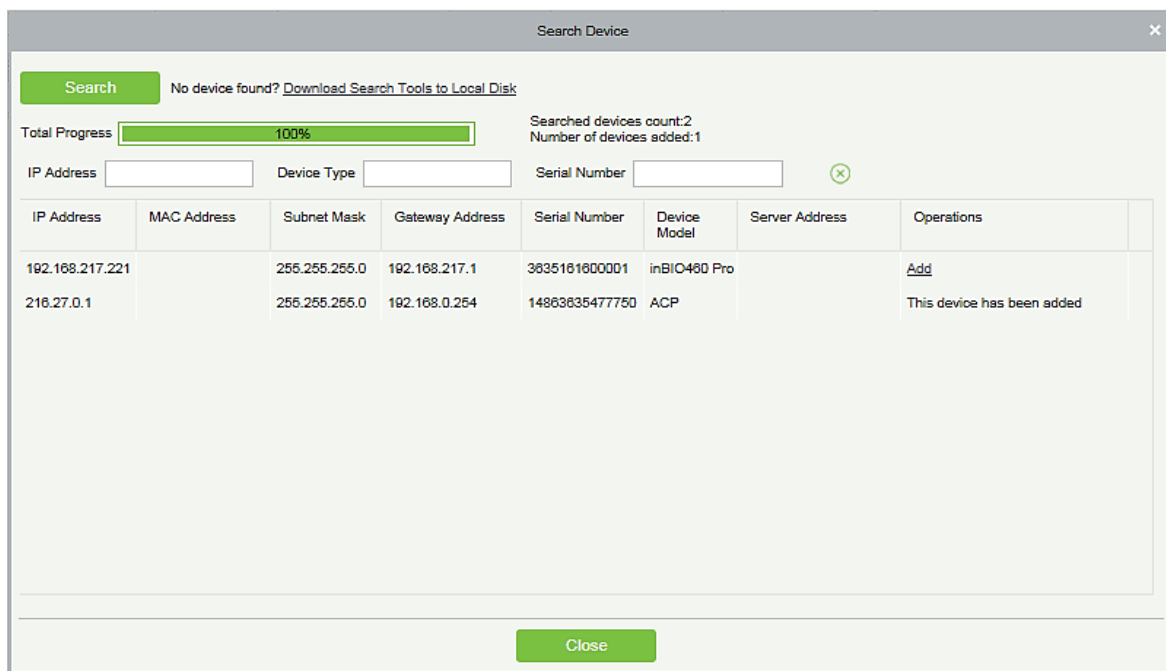 Search Device
Search No device found? Download Search Tools to Local Disk
Total Progress 100% Searched devices count:2
Number of devices added:1
IP Address Device Type Serial Number
IP Address MAC Address Subnet Mask Gateway Address Serial Number Device Model Server Address Operations
192.168.217.221 255.255.255.0 192.168.217.1 3635161600001 inBIO460 Pro Add
216.27.0.1 255.255.255.0 192.168.0.254 14863635477750 ACP This device has been added
Close